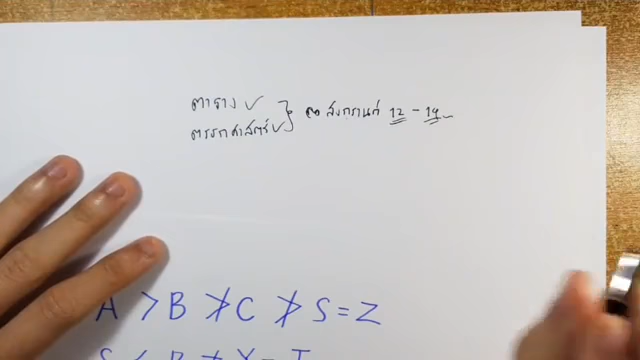 ตาราง ✓
ตรรกศาสตร์ ✓ } สงกรานต์ 12 - 19
A > B ≯ C ≯ S = Z